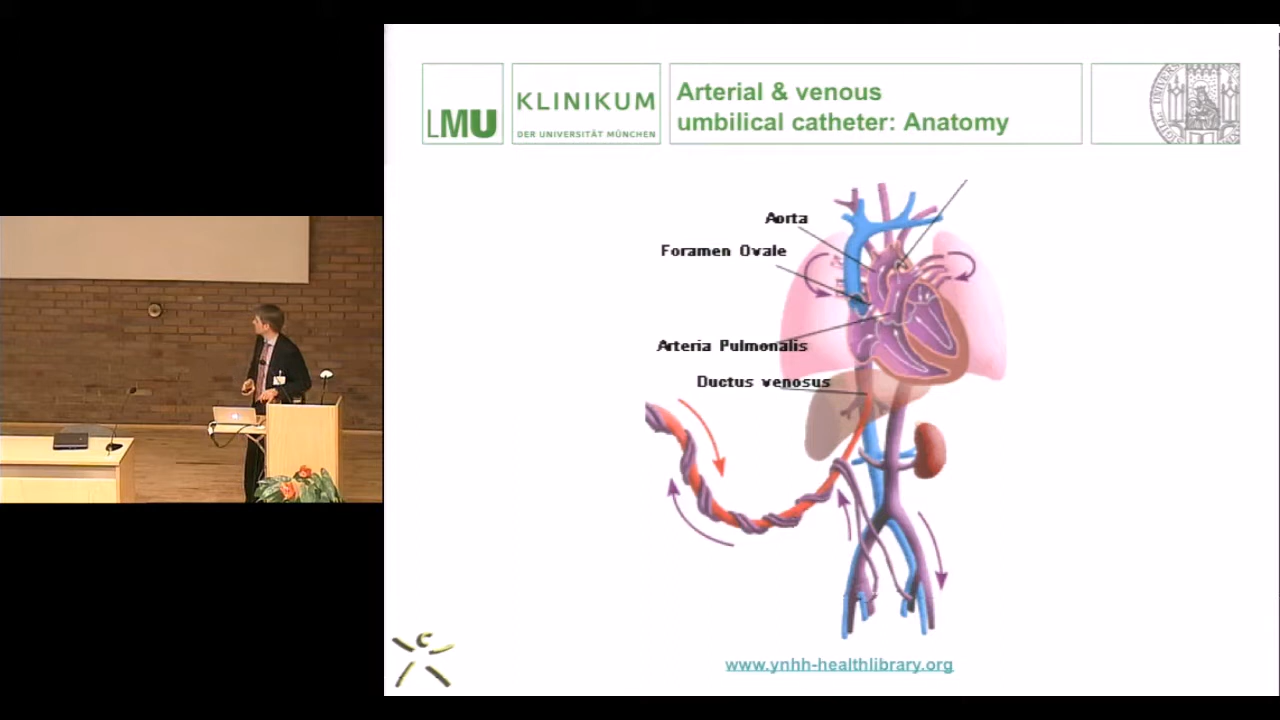 LMU
KLINIKUM
DER UNIVERSITÄT MÜNCHEN
Arterial & venous
umbilical catheter: Anatomy
Aorta
Foramen Ovale
Arteria Pulmonalis
Ductus venosus
www.ynhh-healthlibrary.org